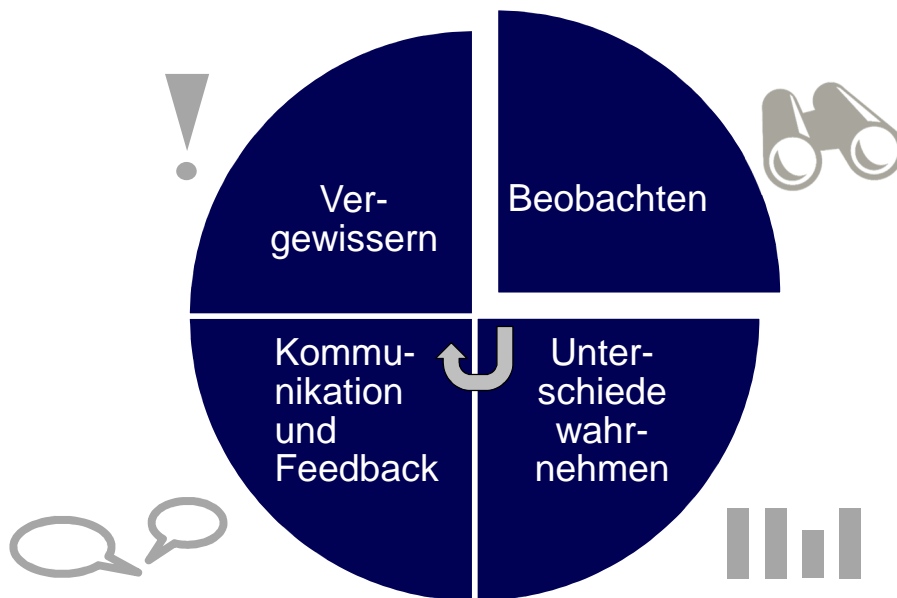 Ver-
gewissern
Beobachten
Kommu-
nikation
und
Feedback
Unter-
schiede
wahr-
nehmen